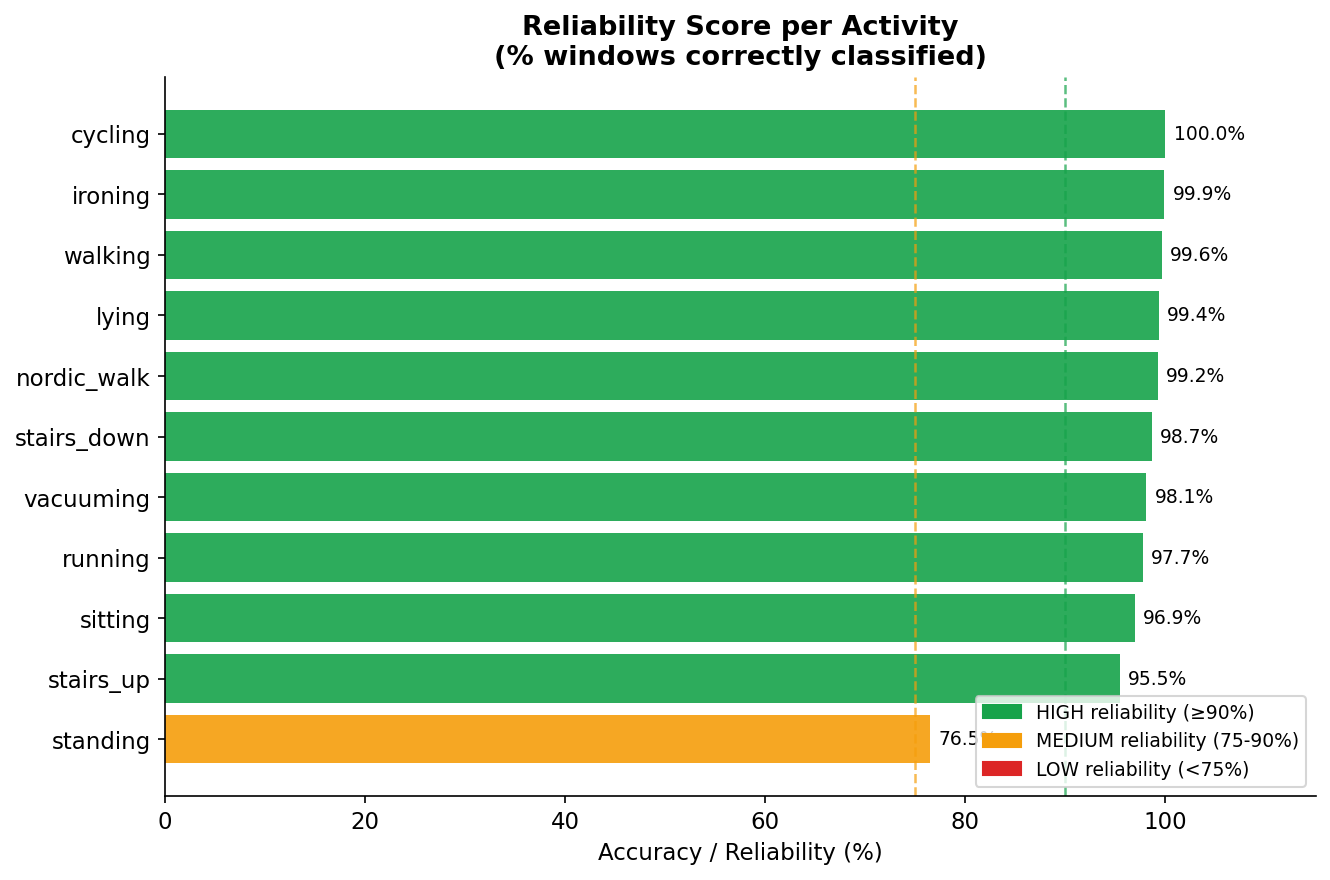 Reliability Score per Activity
(% windows correctly classified)
cycling 100.0%
ironing 99.9%
walking 99.6%
lying 99.4%
nordic_walk 99.2%
stairs_down 98.7%
vacuuming 98.1%
running 97.7%
sitting 96.9%
stairs_up 95.5%
standing 76.5
HIGH reliability (≥90%)
MEDIUM reliability (75-90%)
LOW reliability (<75%)
0 20 40 60 80 100
Accuracy / Reliability (%)